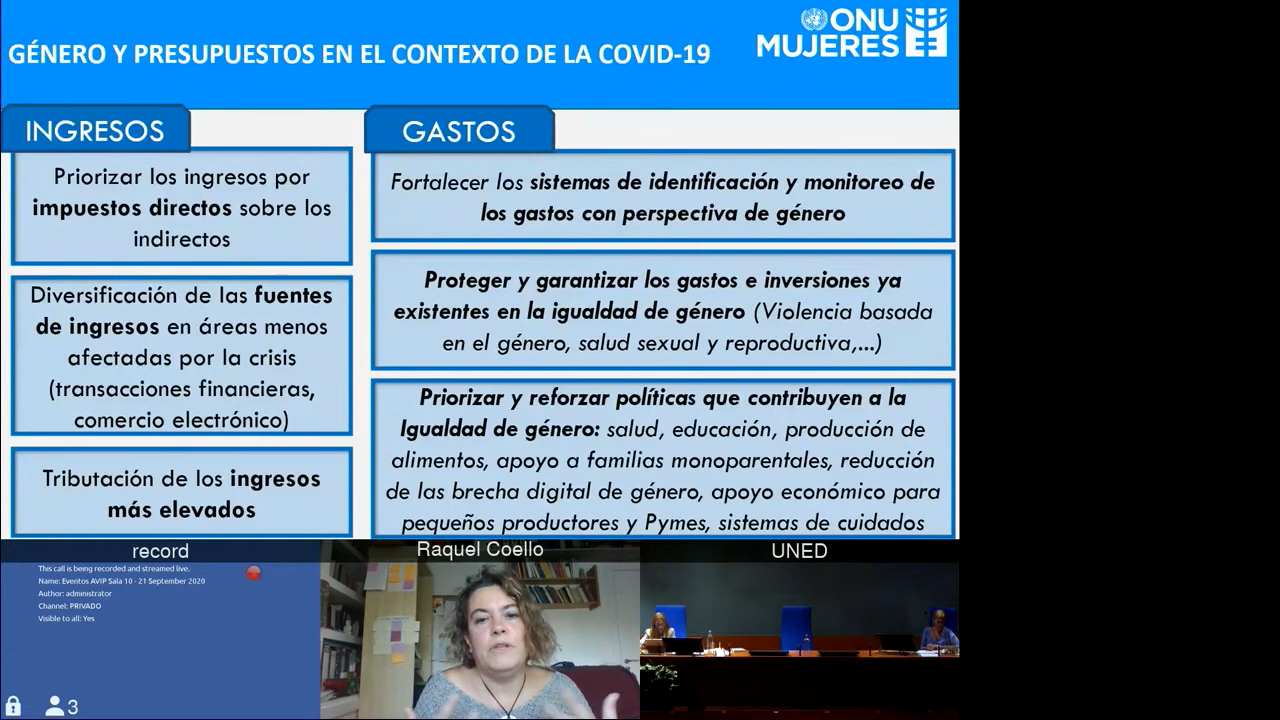 GÉNERO Y PRESUPUESTOS EN EL CONTEXTO DE LA COVID-19
ONU
MUJERES
INGRESOS
Priorizar los ingresos por
impuestos directos sobre los
indirectos
Diversificación de las fuentes
de ingresos en áreas menos
afectadas por la crisis
(transacciones financieras,
comercio electrónico)
Tributación de los ingresos
más elevados
GASTOS
Fortalecer los sistemas de identificación y monitoreo de
los gastos con perspectiva de género
Proteger y garantizar los gastos e inversiones ya
existentes en la igualdad de género (Violencia basada
en el género, salud sexual y reproductiva,...)
Priorizar y reforzar políticas que contribuyen a la
Igualdad de género: salud, educación, producción de
alimentos, apoyo a familias monoparentales, reducción
de las brecha digital de género, apoyo económico para
pequeños productores y Pymes, sistemas de cuidados
record
This call is being recorded and streamed live.
Name: Eventos AVIP Sala 10 - 21 September 2020
Author: administrator
Channel: PRIVADO
Visible to all: Yes
3
Raquel Coello
UNED